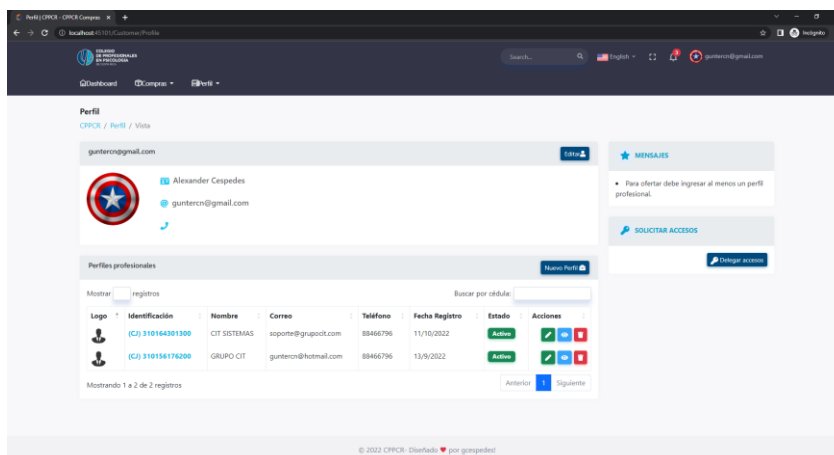 Perfil | CPPCR - CPPCR Compras
localhost:45101/Customer/Profile
Incognito
COLEGIO
DE PROFESIONALES
EN PSICOLOGÍA
Search...
English
guntercn@gmail.com
Dashboard Compras Perfil
Perfil
CPPCR / Perfil / Vista
guntercn@gmail.com
Editar
Alexander Cespedes
guntercn@gmail.com
MENSAJES
Para ofertar debe ingresar al menos un perfil
profesional.
SOLICITAR ACCESOS
Delegar accesos
Perfiles profesionales
Nuevo Perfil
Mostrar registros
Buscar por cédula:
Logo Identificación Nombre Correo Teléfono Fecha Registro Estado Acciones
(CJ) 310164301300 CIT SISTEMAS soporte@grupocit.com 88466796 11/10/2022 Activo
(CJ) 310156176200 GRUPO CIT guntercn@hotmail.com 88466796 13/9/2022 Activo
Mostrando 1 a 2 de 2 registros
Anterior 1 Siguiente
© 2022 CPPCR- Diseñado ❤ por gcespedes!